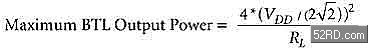 Maximum BTL Output Power = 4*(V_DD /(2√2))² / R_L
52RD.com